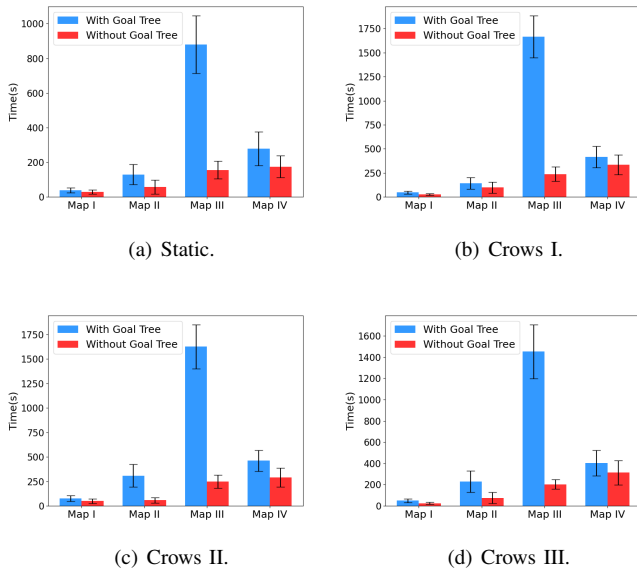 With Goal Tree
Without Goal Tree
Time(s)
1000
800
600
400
200
0
Map I Map II Map III Map IV
(a) Static.
With Goal Tree
Without Goal Tree
Time(s)
1750
1500
1250
1000
750
500
250
0
Map I Map II Map III Map IV
(b) Crows I.
With Goal Tree
Without Goal Tree
Time(s)
1750
1500
1250
1000
750
500
250
0
Map I Map II Map III Map IV
(c) Crows II.
With Goal Tree
Without Goal Tree
Time(s)
1600
1400
1200
1000
800
600
400
200
0
Map I Map II Map III Map IV
(d) Crows III.